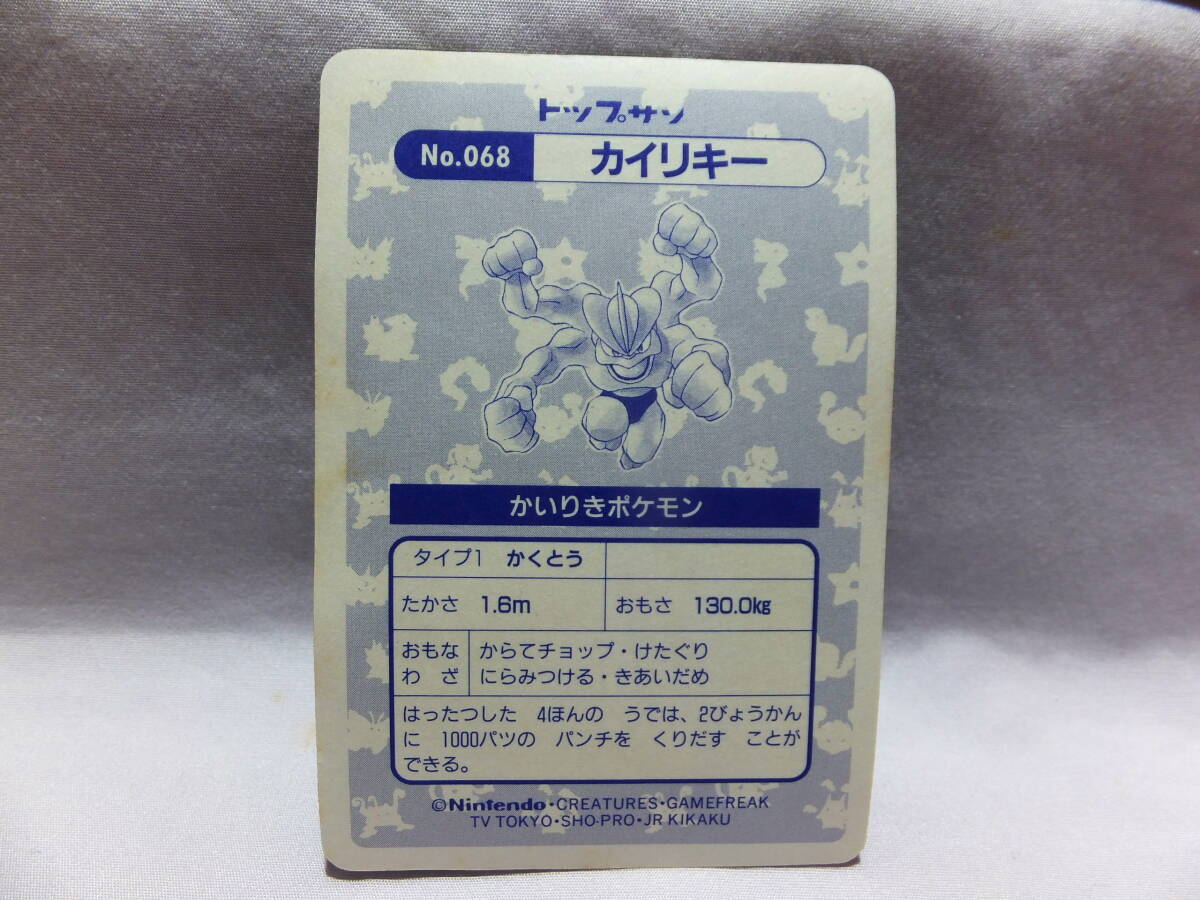 トップサン
No.068 カイリキー
かいりきポケモン
タイプ1 かくとう
たかさ 1.6m おもさ 130.0kg
おもな わざ
からてチョップ・けたぐり
にらみつける・きあいだめ
はったつした 4ほんの うでは、2びょうかん
に 1000パツの パンチを くりだす ことが
できる。
©Nintendo・CREATURES・GAMEFREAK
TV TOKYO・SHO-PRO・JR KIKAKU